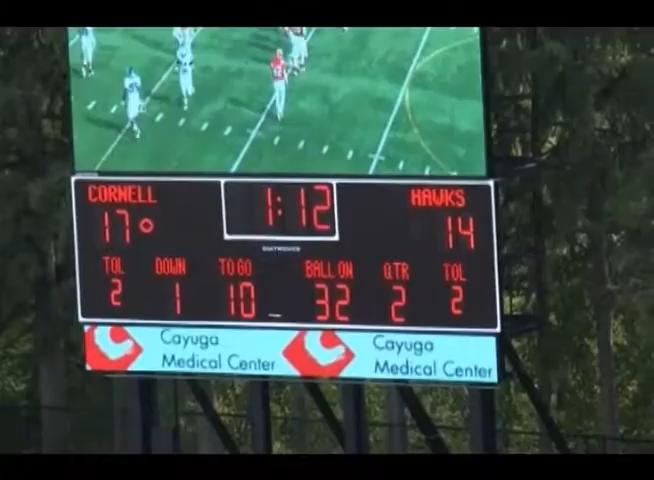 CORNELL 1:12 HAWKS
17 14
TOL DOWN TO GO BALL ON QTR TOL
2 1 10 32 2 2
Cayuga Medical Center
Cayuga Medical Center